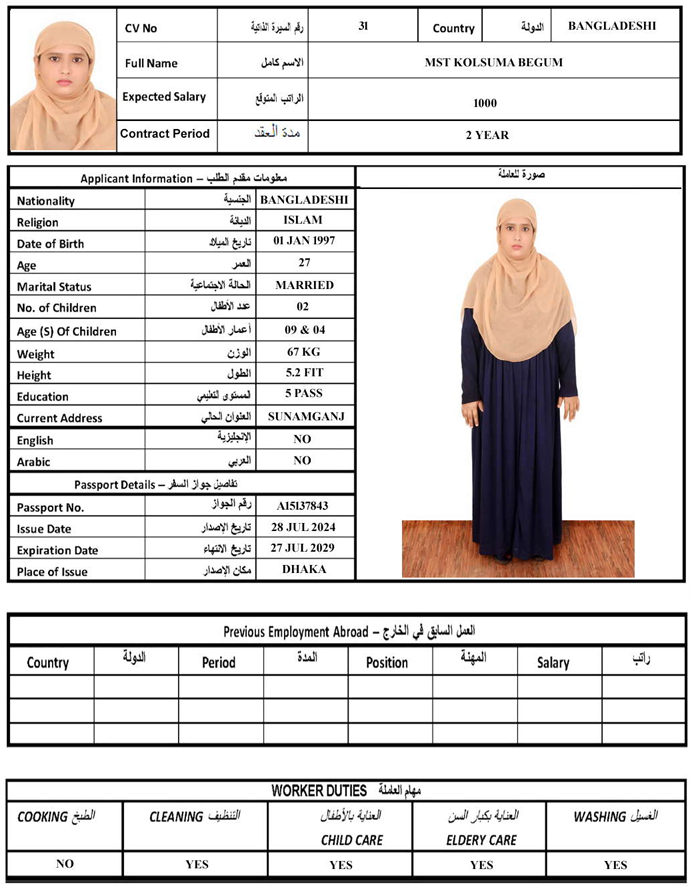 CV No رقم السيرة الذاتية 31 Country الدولة BANGLADESHI
Full Name الاسم كامل MST KOLSUMA BEGUM
Expected Salary الراتب المتوقع 1000
Contract Period مدة العقد 2 YEAR
Applicant Information – معلومات مقدم الطلب
صورة للعاملة
Nationality الجنسية BANGLADESHI
Religion الديانة ISLAM
Date of Birth تاريخ الميلاد 01 JAN 1997
Age العمر 27
Marital Status الحالة الاجتماعية MARRIED
No. of Children عدد الأطفال 02
Age (S) Of Children أعمار الأطفال 09 & 04
Weight الوزن 67 KG
Height الطول 5.2 FIT
Education المستوى التعليمي 5 PASS
Current Address العنوان الحالي SUNAMGANJ
English الإنجليزية NO
Arabic العربي NO
Passport Details – تفاصيل جواز السفر
Passport No. رقم الجواز A15137843
Issue Date تاريخ الإصدار 28 JUL 2024
Expiration Date تاريخ الانتهاء 27 JUL 2029
Place of Issue مكان الإصدار DHAKA
Previous Employment Abroad – العمل السابق في الخارج
Country الدولة Period المدة Position المهنة Salary راتب
WORKER DUTIES مهام العاملة
COOKING الطبخ CLEANING التنظيف العناية بالأطفال العناية بكبار السن WASHING الغسيل
CHILD CARE ELDERY CARE
NO YES YES YES YES